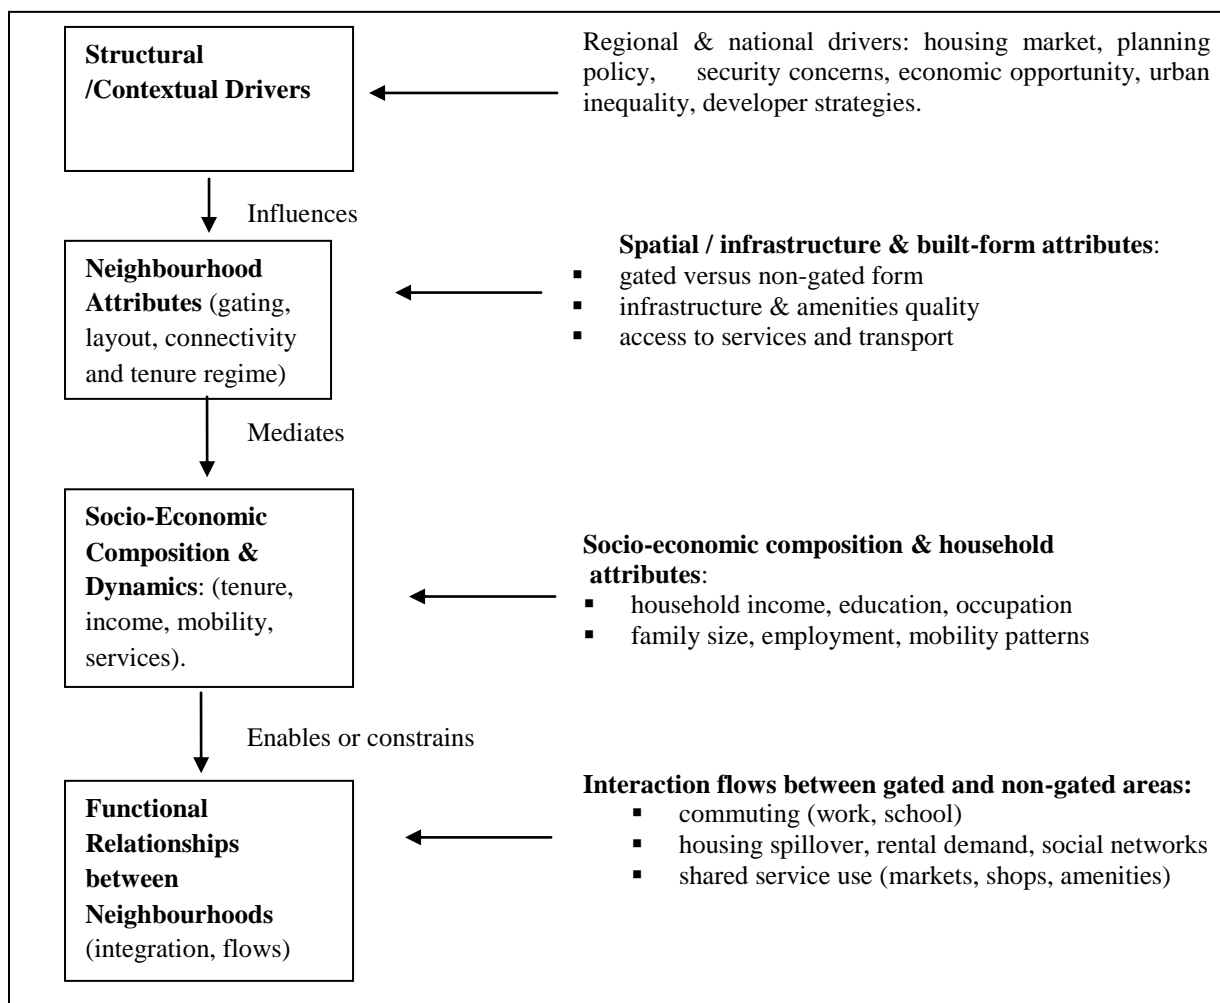 Structural
/Contextual Drivers
Regional & national drivers: housing market, planning
policy, security concerns, economic opportunity, urban
inequality, developer strategies.
Influences
Neighbourhood
Attributes (gating,
layout, connectivity
and tenure regime)
Spatial / infrastructure & built-form attributes:
▪ gated versus non-gated form
▪ infrastructure & amenities quality
▪ access to services and transport
Mediates
Socio-Economic
Composition &
Dynamics: (tenure,
income, mobility,
services).
Socio-economic composition & household
attributes:
▪ household income, education, occupation
▪ family size, employment, mobility patterns
Enables or constrains
Functional
Relationships
between
Neighbourhoods
(integration, flows)
Interaction flows between gated and non-gated areas:
▪ commuting (work, school)
▪ housing spillover, rental demand, social networks
▪ shared service use (markets, shops, amenities)